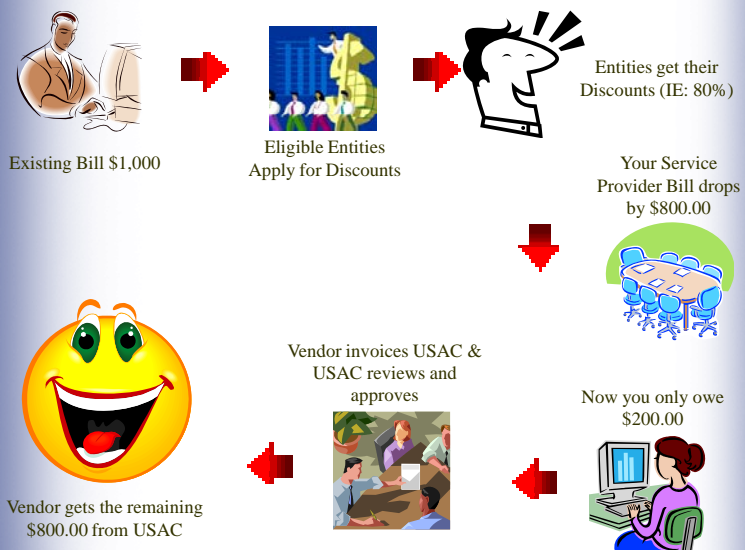 Existing Bill $1,000
Eligible Entities
Apply for Discounts
Entities get their
Discounts (IE: 80%)
Your Service
Provider Bill drops
by $800.00
Now you only owe
$200.00
Vendor invoices USAC &
USAC reviews and
approves
Vendor gets the remaining
$800.00 from USAC